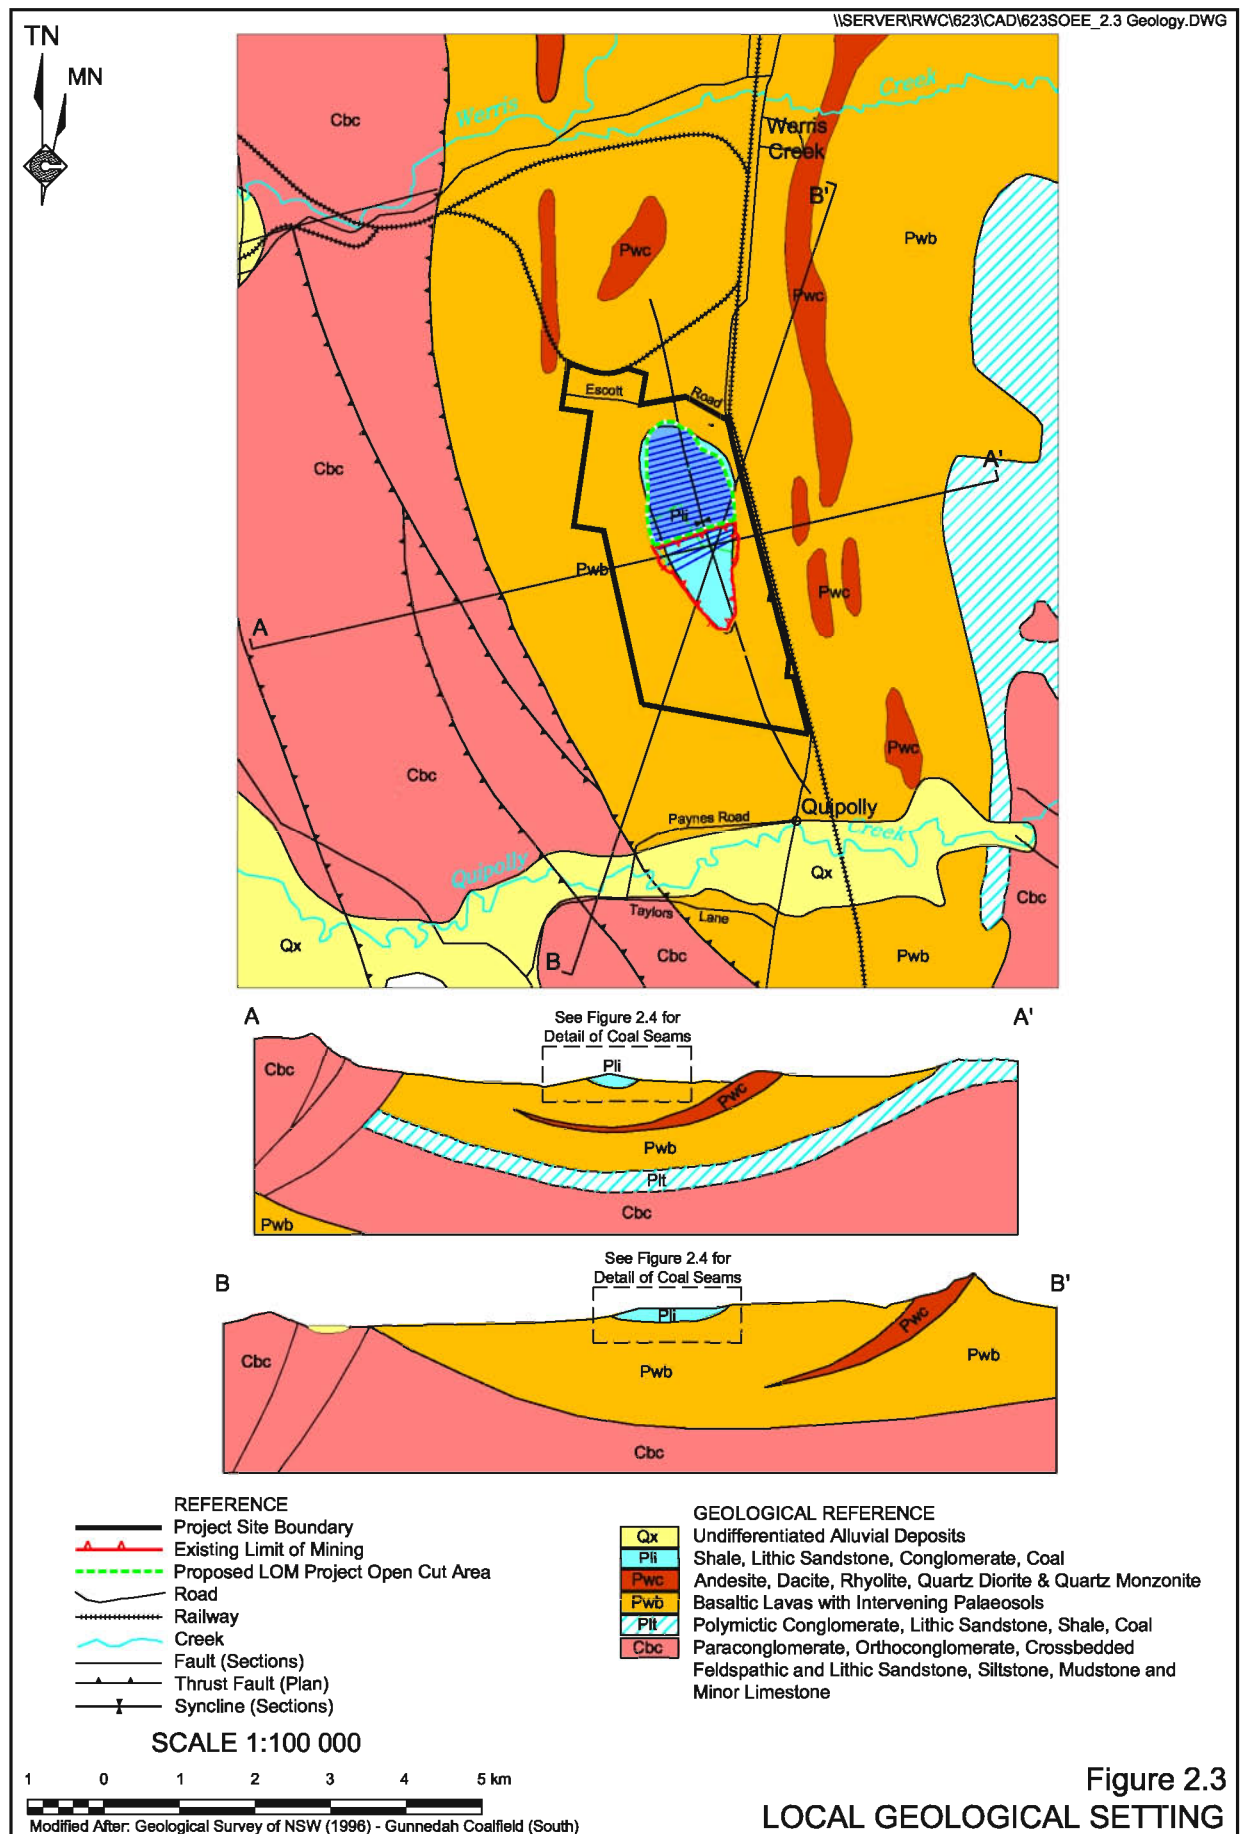 \\SERVER\RWC\623\CAD\623SOEE_2.3 Geology.DWG
TN
MN
Cbc
Werris
Creek
Werris
Creek
B'
Pwb
Pwc
Pwc
Escott
Road
Cbc
A'
Pli
Pwb
Pwc
A
Pwc
Cbc
Quipolly
Paynes Road
Creek
Quipolly
Qx
Cbc
Taylors
Lane
Qx
B
Cbc
Pwb
A
A'
See Figure 2.4 for
Detail of Coal Seams
Pli
Cbc
Pwc
Pwb
Plt
Cbc
Pwb
See Figure 2.4 for
Detail of Coal Seams
B
B'
Pli
Pwc
Cbc
Pwb
Pwb
Cbc
REFERENCE
Project Site Boundary
Existing Limit of Mining
Proposed LOM Project Open Cut Area
Road
Railway
Creek
Fault (Sections)
Thrust Fault (Plan)
Syncline (Sections)
GEOLOGICAL REFERENCE
Qx Undifferentiated Alluvial Deposits
Pli Shale, Lithic Sandstone, Conglomerate, Coal
Pwc Andesite, Dacite, Rhyolite, Quartz Diorite & Quartz Monzonite
Pwb Basaltic Lavas with Intervening Palaeosols
Plt Polymictic Conglomerate, Lithic Sandstone, Shale, Coal
Cbc Paraconglomerate, Orthoconglomerate, Crossbedded
Feldspathic and Lithic Sandstone, Siltstone, Mudstone and
Minor Limestone
SCALE 1:100 000
1 0 1 2 3 4 5 km
Modified After: Geological Survey of NSW (1996) - Gunnedah Coalfield (South)
Figure 2.3
LOCAL GEOLOGICAL SETTING